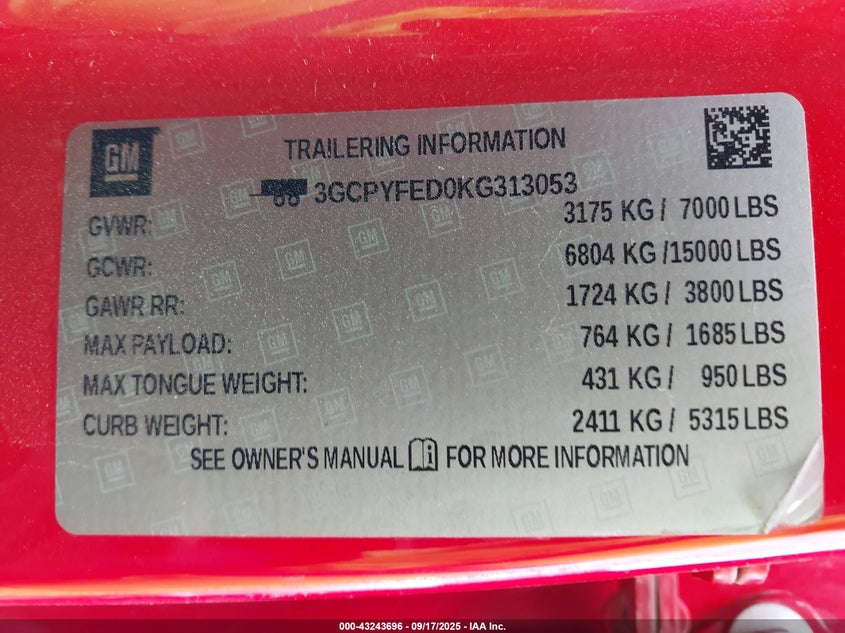 GM
TRAILERING INFORMATION
3GCPYFED0KG313053
GVWR: 3175 KG / 7000 LBS
GCWR: 6804 KG /15000 LBS
GAWR RR: 1724 KG / 3800 LBS
MAX PAYLOAD: 764 KG / 1685 LBS
MAX TONGUE WEIGHT: 431 KG / 950 LBS
CURB WEIGHT: 2411 KG / 5315 LBS
SEE OWNER'S MANUAL FOR MORE INFORMATION
000-43243696 - 09/17/2025 - IAA Inc.